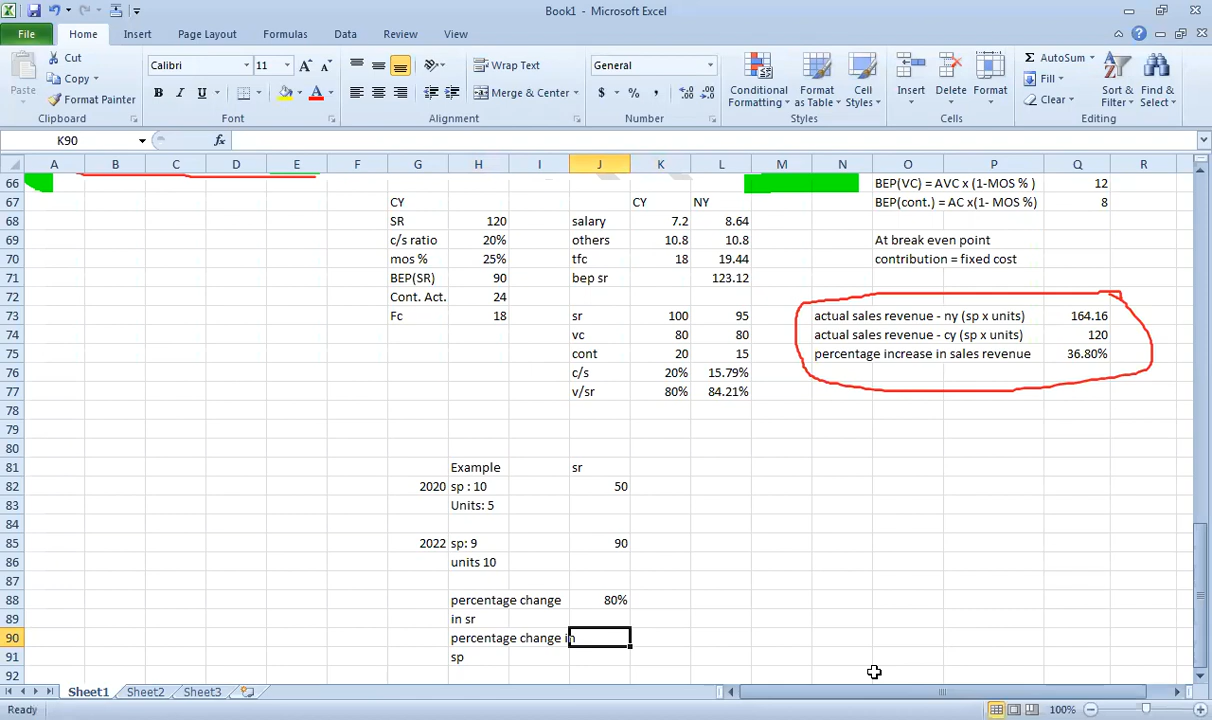 Book1 - Microsoft Excel
File Home Insert Page Layout Formulas Data Review View
Paste Cut Copy Format Painter Calibri 11 Wrap Text Merge & Center General Conditional Formatting Format as Table Cell Styles Insert Delete Format AutoSum Fill Clear Sort & Filter Find & Select
Clipboard Font Alignment Number Styles Cells Editing
K90 fx
A B C D E F G H I J K L M N O P Q R
66 BEP(VC) = AVC x (1-MOS % ) 12
67 CY CY NY BEP(cont.) = AC x(1- MOS %) 8
68 SR 120 salary 7.2 8.64
69 c/s ratio 20% others 10.8 10.8 At break even point
70 mos % 25% tfc 18 19.44 contribution = fixed cost
71 BEP(SR) 90 bep sr 123.12
72 Cont. Act. 24
73 Fc 18 sr 100 95 actual sales revenue - ny (sp x units) 164.16
74 vc 80 80 actual sales revenue - cy (sp x units) 120
75 cont 20 15 percentage increase in sales revenue 36.80%
76 c/s 20% 15.79%
77 v/sr 80% 84.21%
78
79
80
81 Example sr
82 2020 sp : 10 50
83 Units: 5
84
85 2022 sp: 9 90
86 units 10
87
88 percentage change 80%
89 in sr
90 percentage change in
91 sp
92
Sheet1 Sheet2 Sheet3
Ready 100%